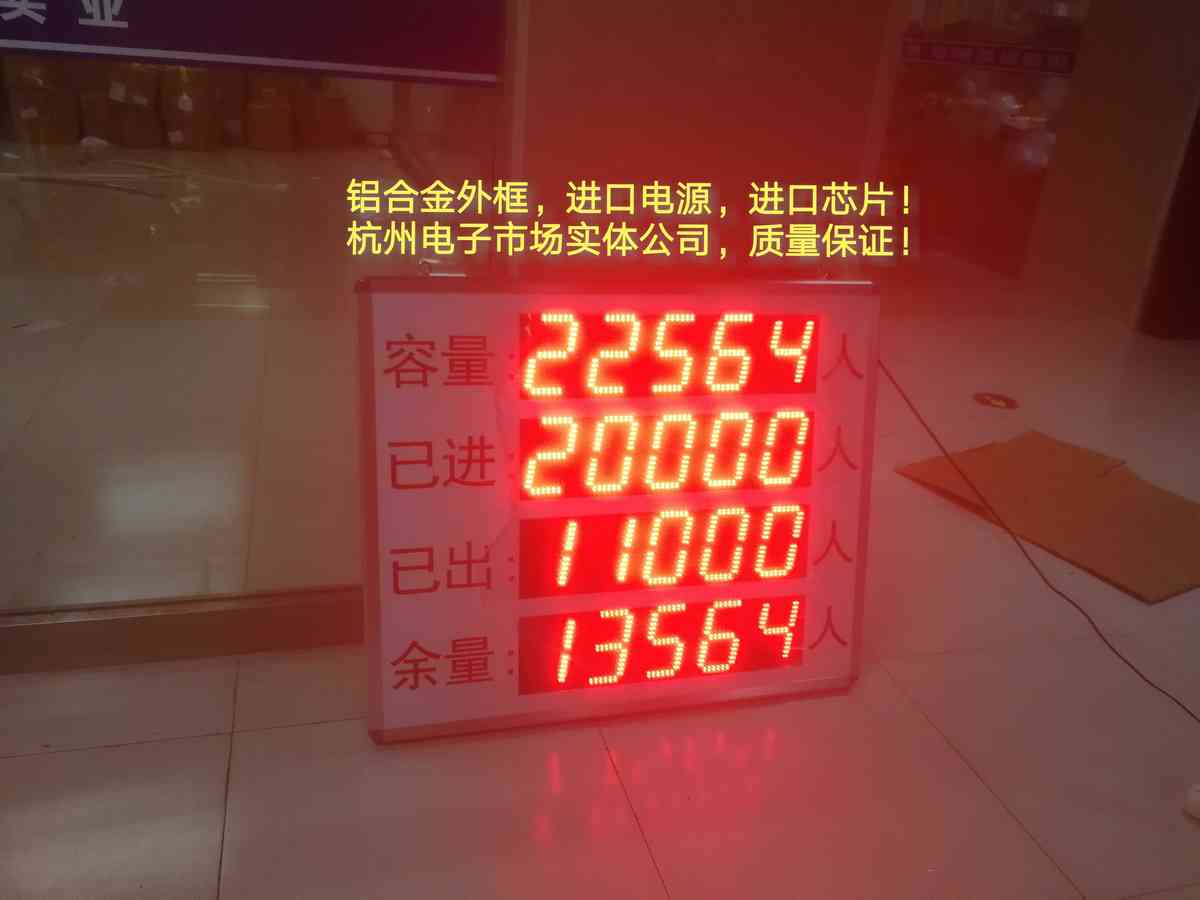 实业
铝合金外框，进口电源，进口芯片！
杭州电子市场实体公司，质量保证！
容量：22564人
已进：20000人
已出：11000人
余量：13564人